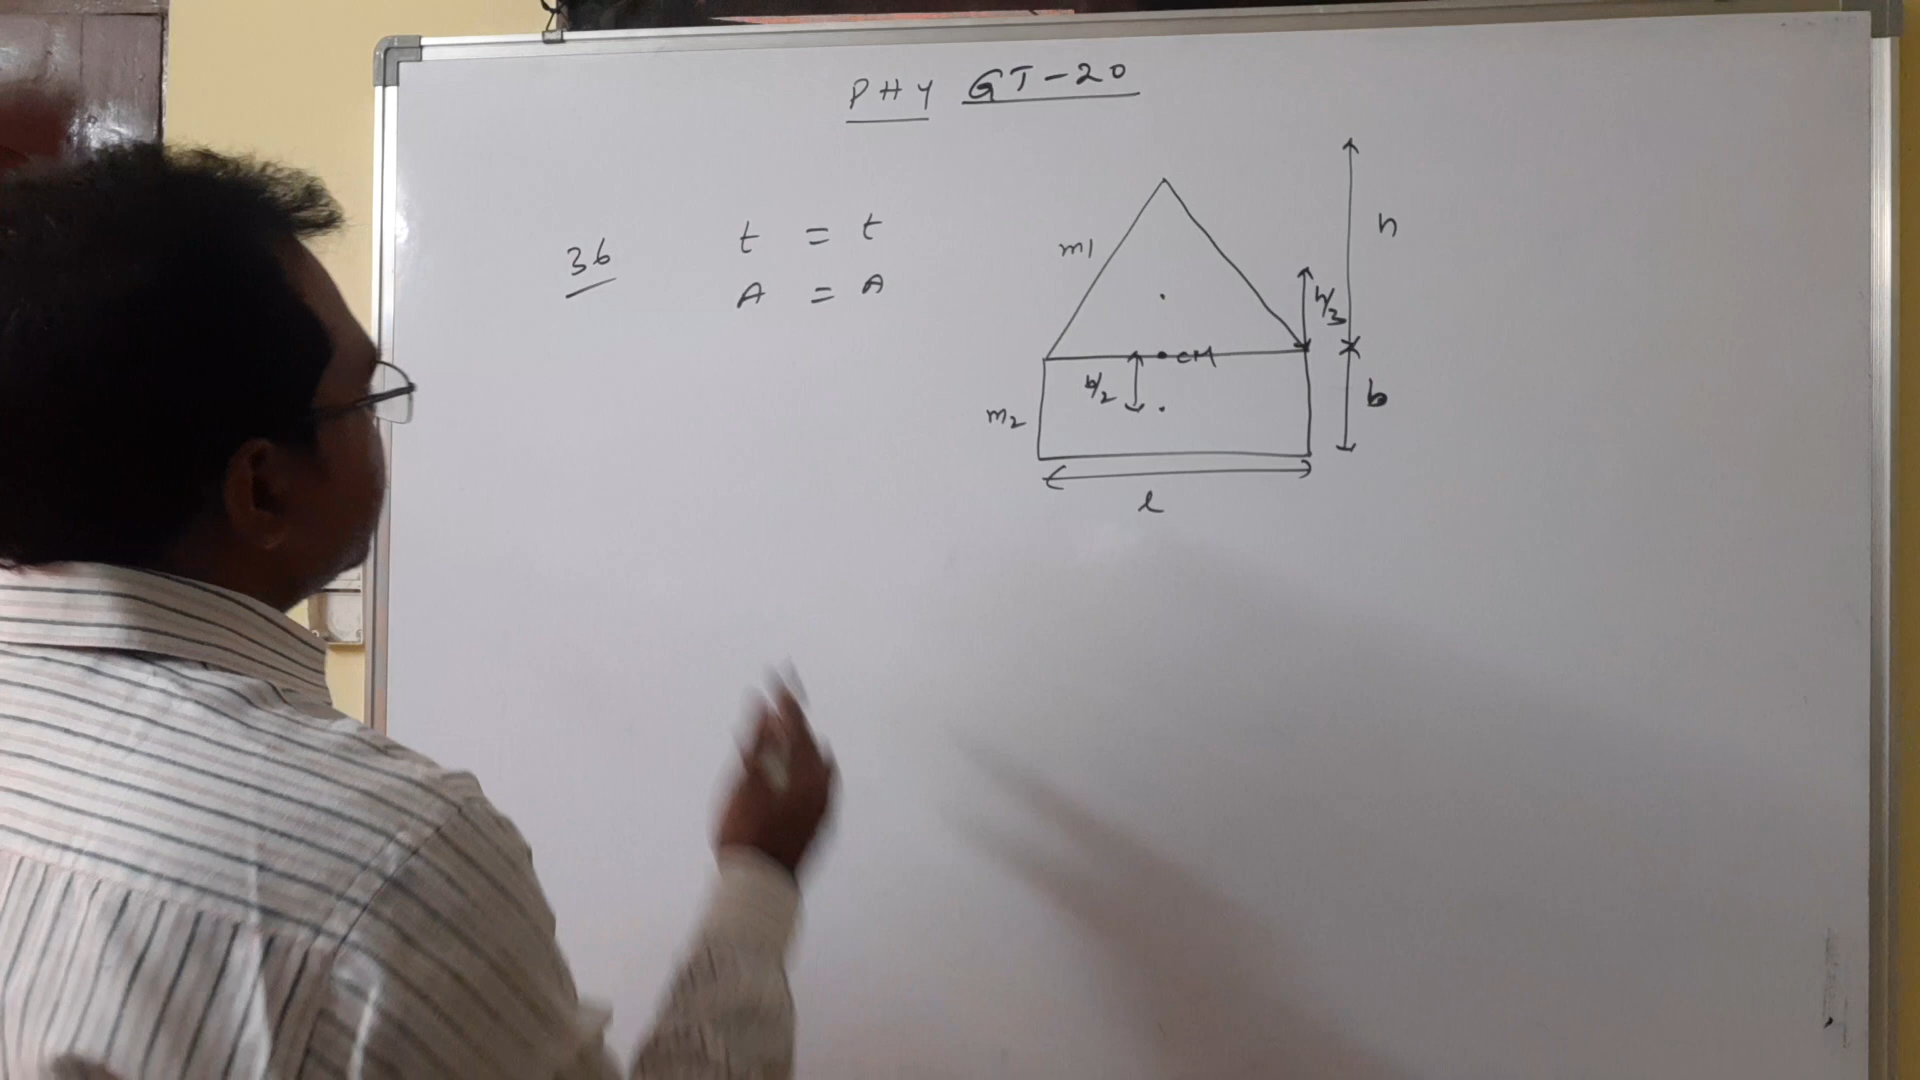 PHY GT-20
36
t = t
A = A
m1
h
h/3
CM
b/2
b
m2
l